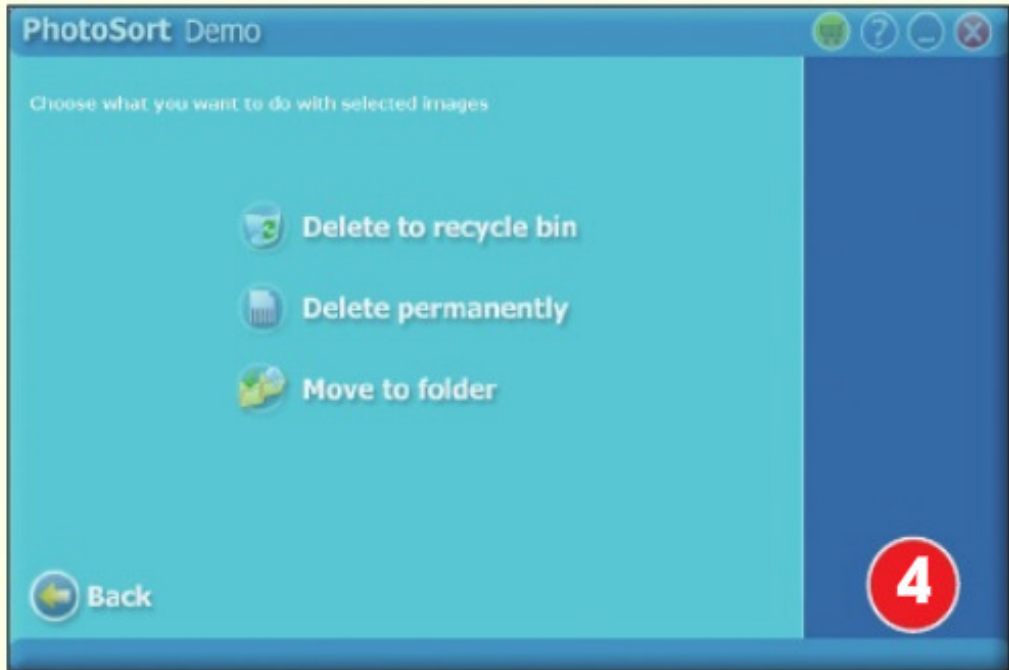 PhotoSort Demo
?
Choose what you want to do with selected images
Delete to recycle bin
Delete permanently
Move to folder
Back
4